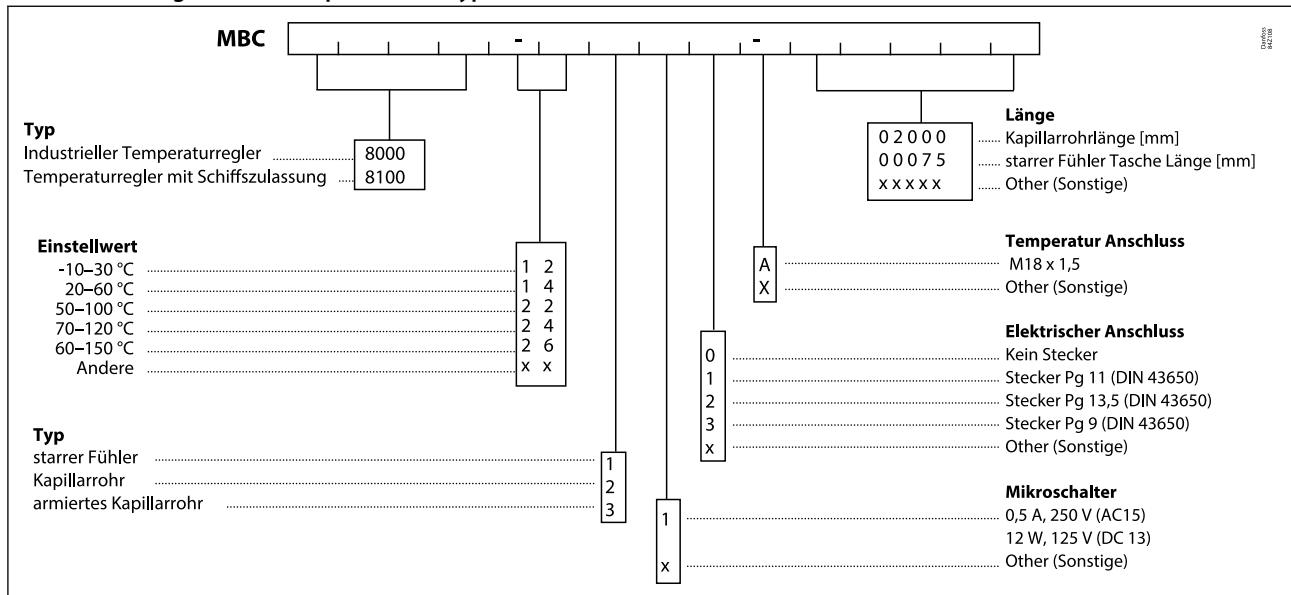 MBC - -
Danfoss
84Z108
Typ
Industrieller Temperaturregler 8000
Temperaturregler mit Schiffszulassung 8100
Länge
0 2 0 0 0 Kapillarrohrlänge [mm]
0 0 0 7 5 starrer Fühler Tasche Länge [mm]
x x x x x Other (Sonstige)
Einstellwert
-10–30 °C 1 2
20–60 °C 1 4
50–100 °C 2 2
70–120 °C 2 4
60–150 °C 2 6
Andere x x
Temperatur Anschluss
A M18 x 1,5
X Other (Sonstige)
Elektrischer Anschluss
0 Kein Stecker
1 Stecker Pg 11 (DIN 43650)
2 Stecker Pg 13,5 (DIN 43650)
3 Stecker Pg 9 (DIN 43650)
x Other (Sonstige)
Typ
starrer Fühler 1
Kapillarrohr 2
armiertes Kapillarrohr 3
Mikroschalter
1 0,5 A, 250 V (AC15)
12 W, 125 V (DC 13)
x Other (Sonstige)